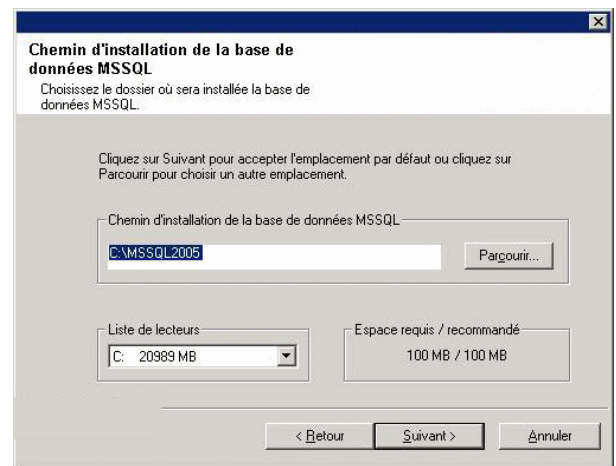 Chemin d'installation de la base de
données MSSQL
Choisissez le dossier où sera installée la base de
données MSSQL.
Cliquez sur Suivant pour accepter l'emplacement par défaut ou cliquez sur
Parcourir pour choisir un autre emplacement.
Chemin d'installation de la base de données MSSQL
C:\MSSQL2005
Parcourir...
Liste de lecteurs
C: 20989 MB
Espace requis / recommandé
100 MB / 100 MB
< Retour
Suivant >
Annuler